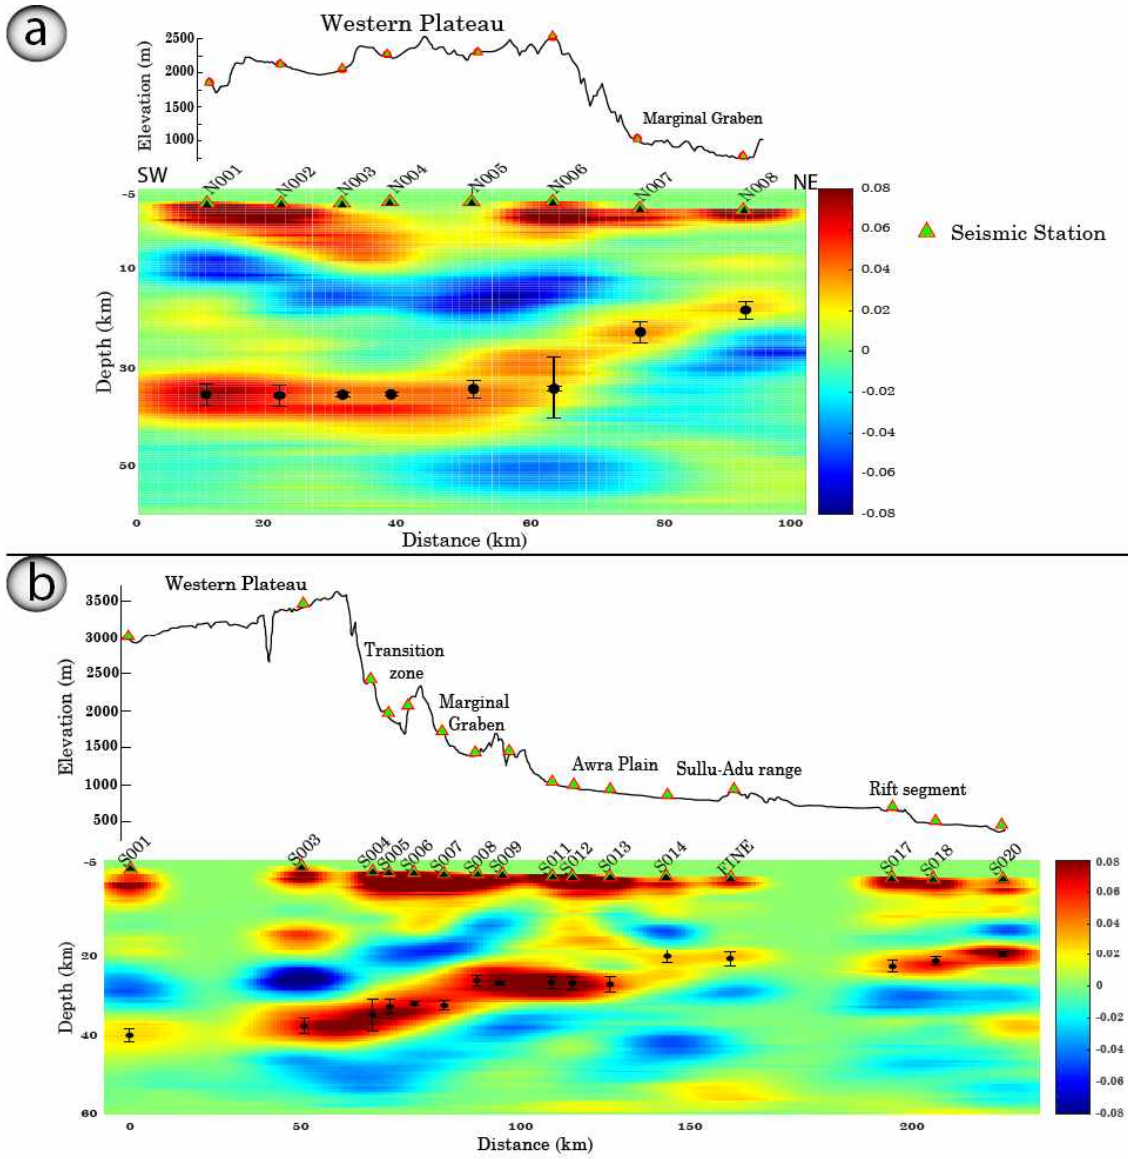 a
Western Plateau
Elevation (m)
2500
2000
1500
1000
Marginal Graben
SW
NE
N001
N002
N003
N004
N005
N006
N007
N008
Depth (km)
-5
10
30
50
0
20
40
60
80
100
Distance (km)
0.08
0.06
0.04
0.02
0
-0.02
-0.04
-0.06
-0.08
Seismic Station
b
Western Plateau
Elevation (m)
3500
3000
2500
2000
1500
1000
500
Transition
zone
Marginal
Graben
Awra Plain
Sullu-Adu range
Rift segment
S001
S003
S004
S005
S006
S007
S008
S009
S011
S012
S013
S014
FINE
S017
S018
S020
Depth (km)
-5
20
40
60
0
50
100
150
200
Distance (km)
0.08
0.06
0.04
0.02
0
-0.02
-0.04
-0.06
-0.08